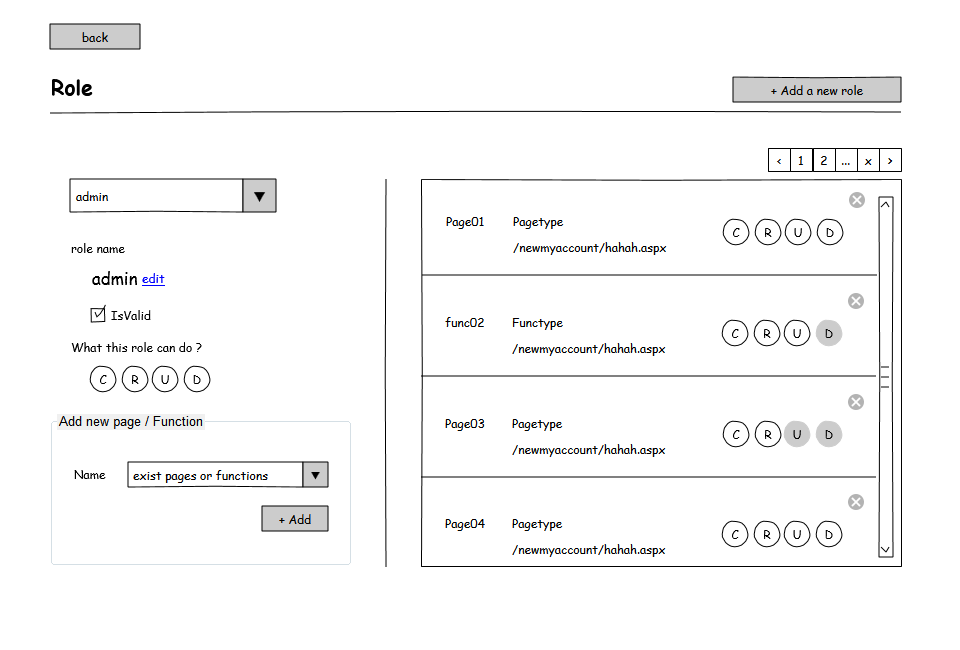 back
Role
+ Add a new role
‹ 1 2 ... x ›
admin
role name
admin edit
IsValid
What this role can do ?
C R U D
Add new page / Function
Name exist pages or functions
+ Add
Page01 Pagetype
/newmyaccount/hahah.aspx
C R U D
func02 Functype
/newmyaccount/hahah.aspx
C R U D
Page03 Pagetype
/newmyaccount/hahah.aspx
C R U D
Page04 Pagetype
/newmyaccount/hahah.aspx
C R U D